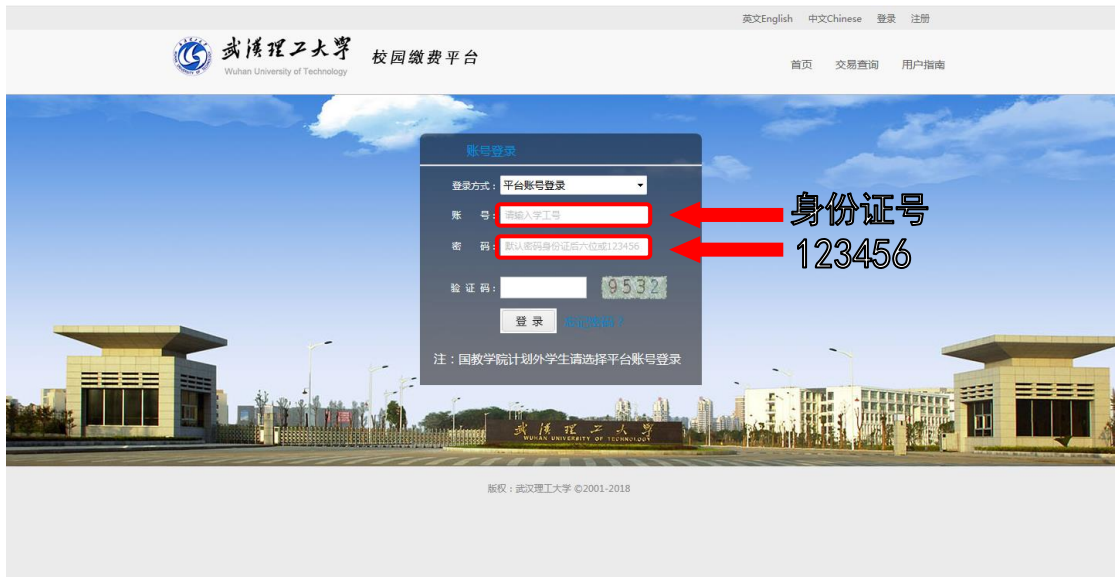 英文English 中文Chinese 登录 注册
武漢理工大學 校园缴费平台
Wuhan University of Technology
首页 交易查询 用户指南
账号登录
登录方式： 平台账号登录
账 号： 请输入学工号
身份证号
密 码： 默认密码身份证后六位或123456
123456
验 证 码： 9532
登 录 忘记密码？
注：国教学院计划外学生请选择平台账号登录
武漢理工大學
WUHAN UNIVERSITY OF TECHNOLOGY
版权：武汉理工大学 ©2001-2018